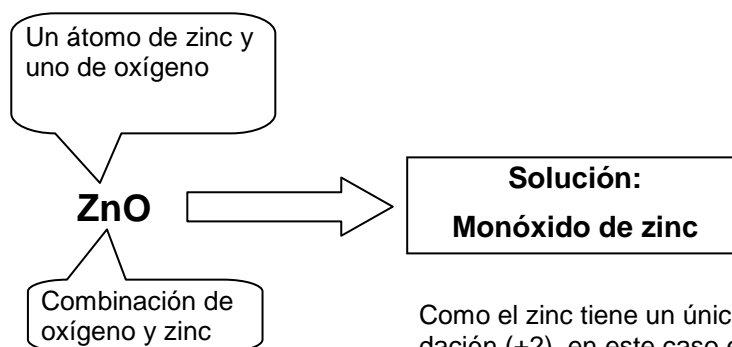 Un átomo de zinc y
uno de oxígeno
ZnO
Solución:
Monóxido de zinc
Combinación de
oxígeno y zinc
Como el zinc tiene un únic